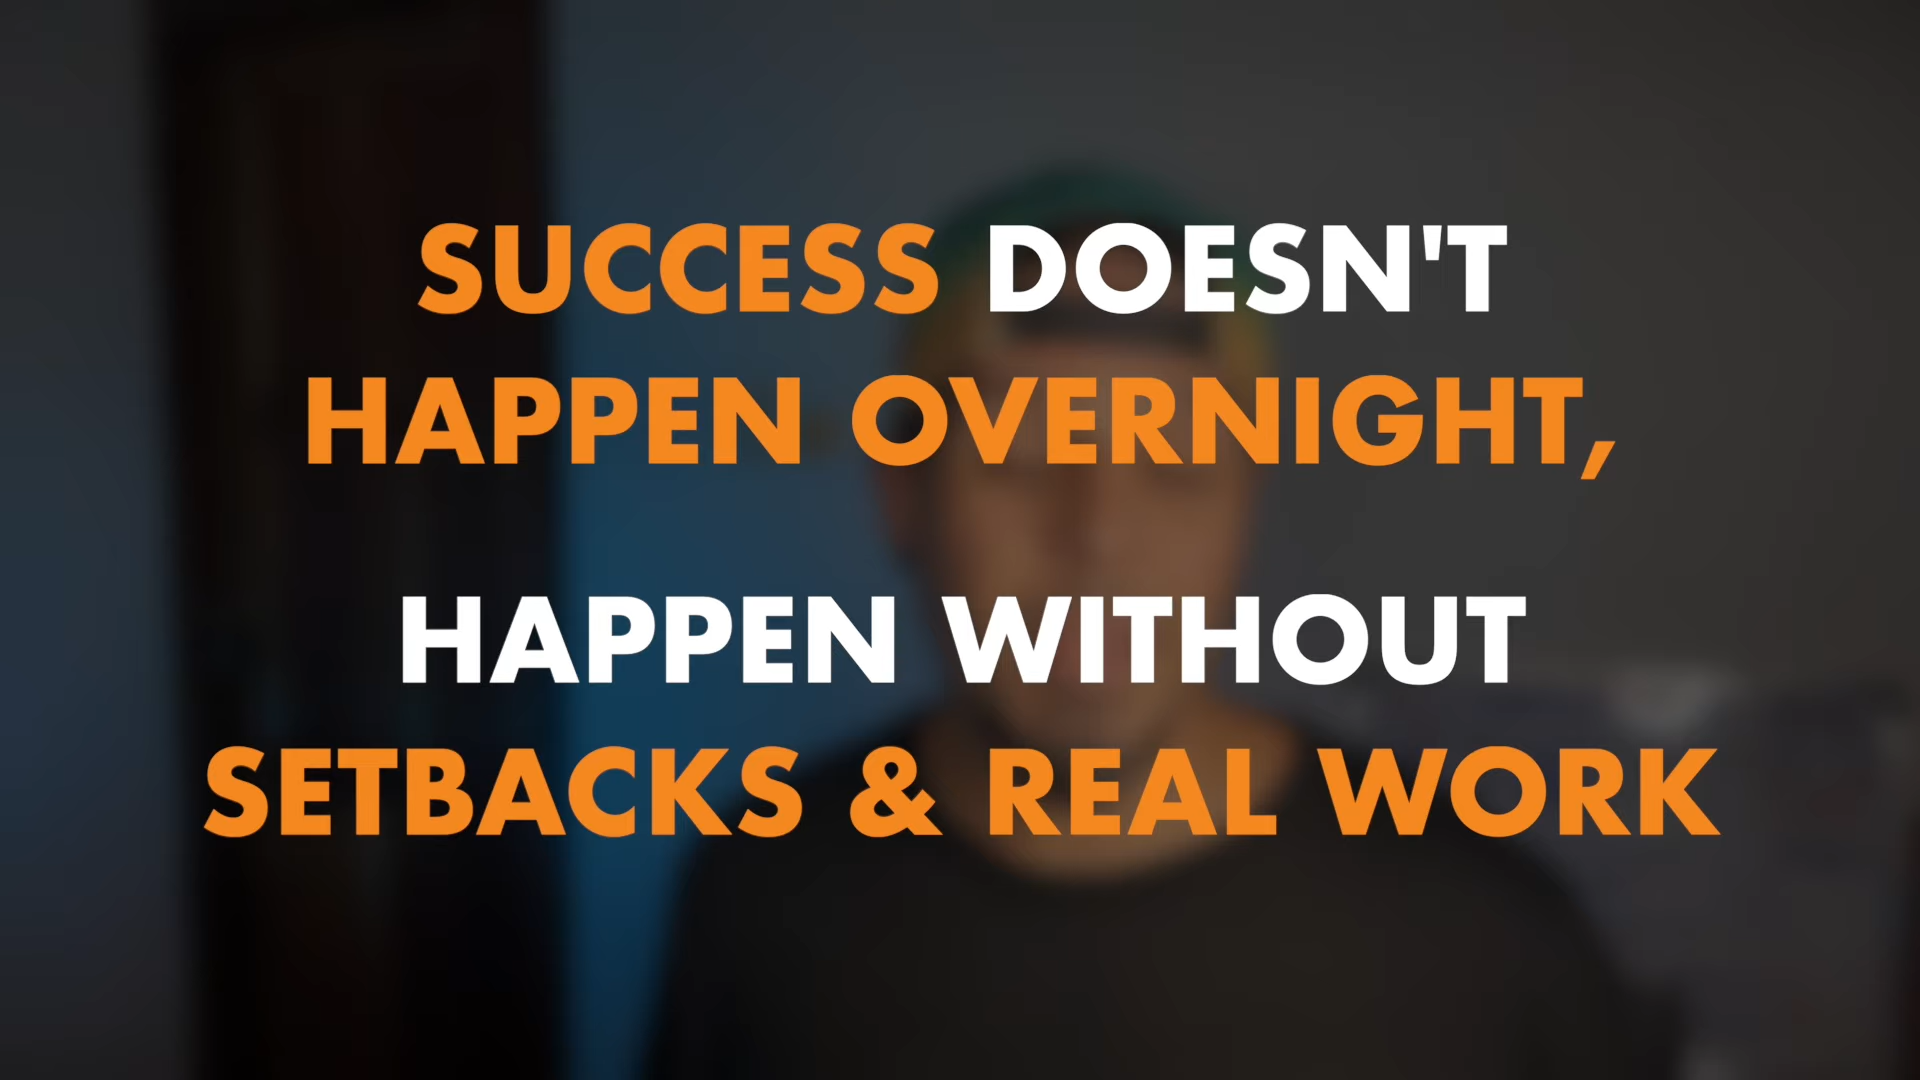 SUCCESS DOESN'T
HAPPEN OVERNIGHT,
HAPPEN WITHOUT
SETBACKS & REAL WORK